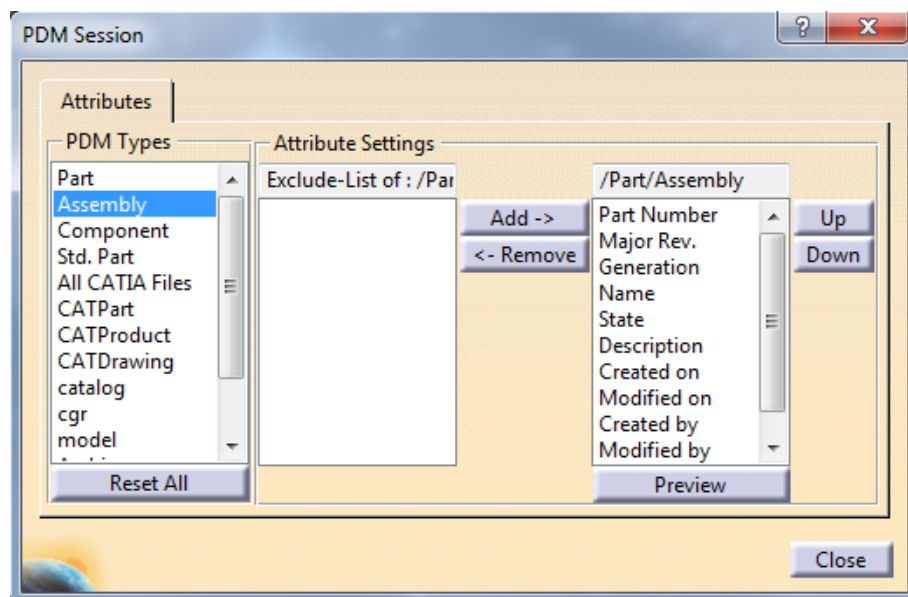 PDM Session
?
X
Attributes
PDM Types
Part
Assembly
Component
Std. Part
All CATIA Files
CATPart
CATProduct
CATDrawing
catalog
cgr
model
Reset All
Attribute Settings
Exclude-List of : /Par
Add ->
<- Remove
/Part/Assembly
Part Number
Major Rev.
Generation
Name
State
Description
Created on
Modified on
Created by
Modified by
Preview
Up
Down
Close